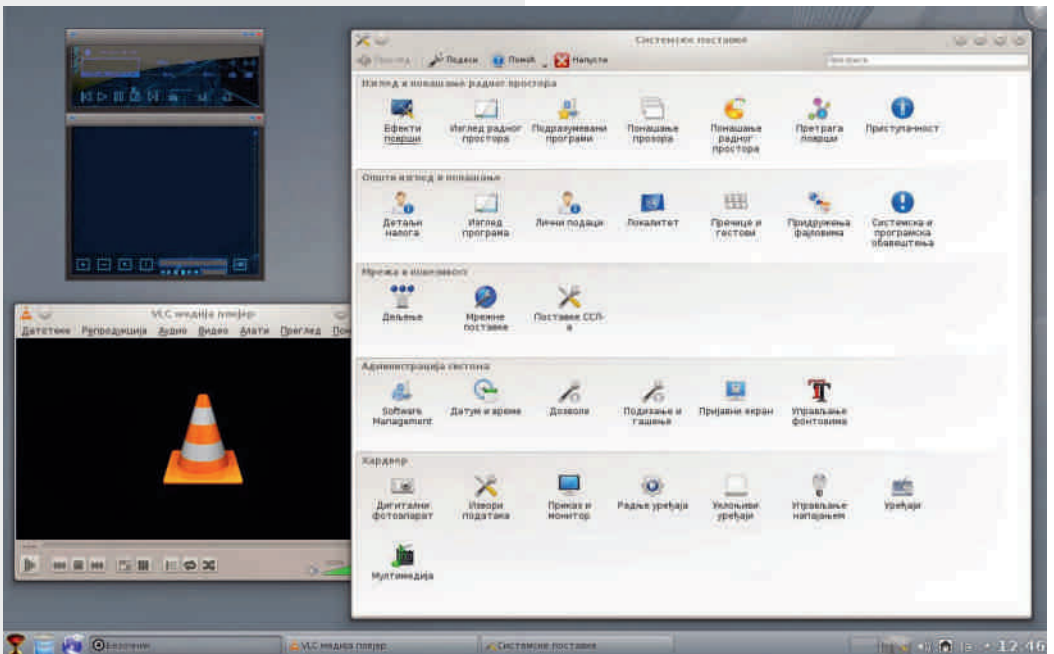 Системске поставке
Преглед Подеси Помоћ Напусти
Изглед и понашање радног простора
Ефекти површи
Изглед радног простора
Подразумевани програми
Понашање прозора
Понашање радног простора
Претрага површи
Приступачност
Општи изглед и понашање
Детаљи налога
Изглед програма
Лични подаци
Локалитет
Пречице и гестови
Придружења фајловима
Системска и програмска обавештења
Мрежа и повезивост
Дељење
Мрежне поставке
Поставке ССЛ-а
Администрација система
Software Management
Датум и време
Дозволе
Подизање и гашење
Пријавни екран
Управљање фонтовима
Хардвер
Дигитални фотоапарат
Извори података
Приказ и монитор
Радње уређаја
Уклоњиви уређаји
Управљање напајањем
Уређаји
Мултимедија
VLC медија плејер
Датотеке Репродукција Аудио Видео Алати Преглед
VLC медија плејер
Системске поставке
12:46